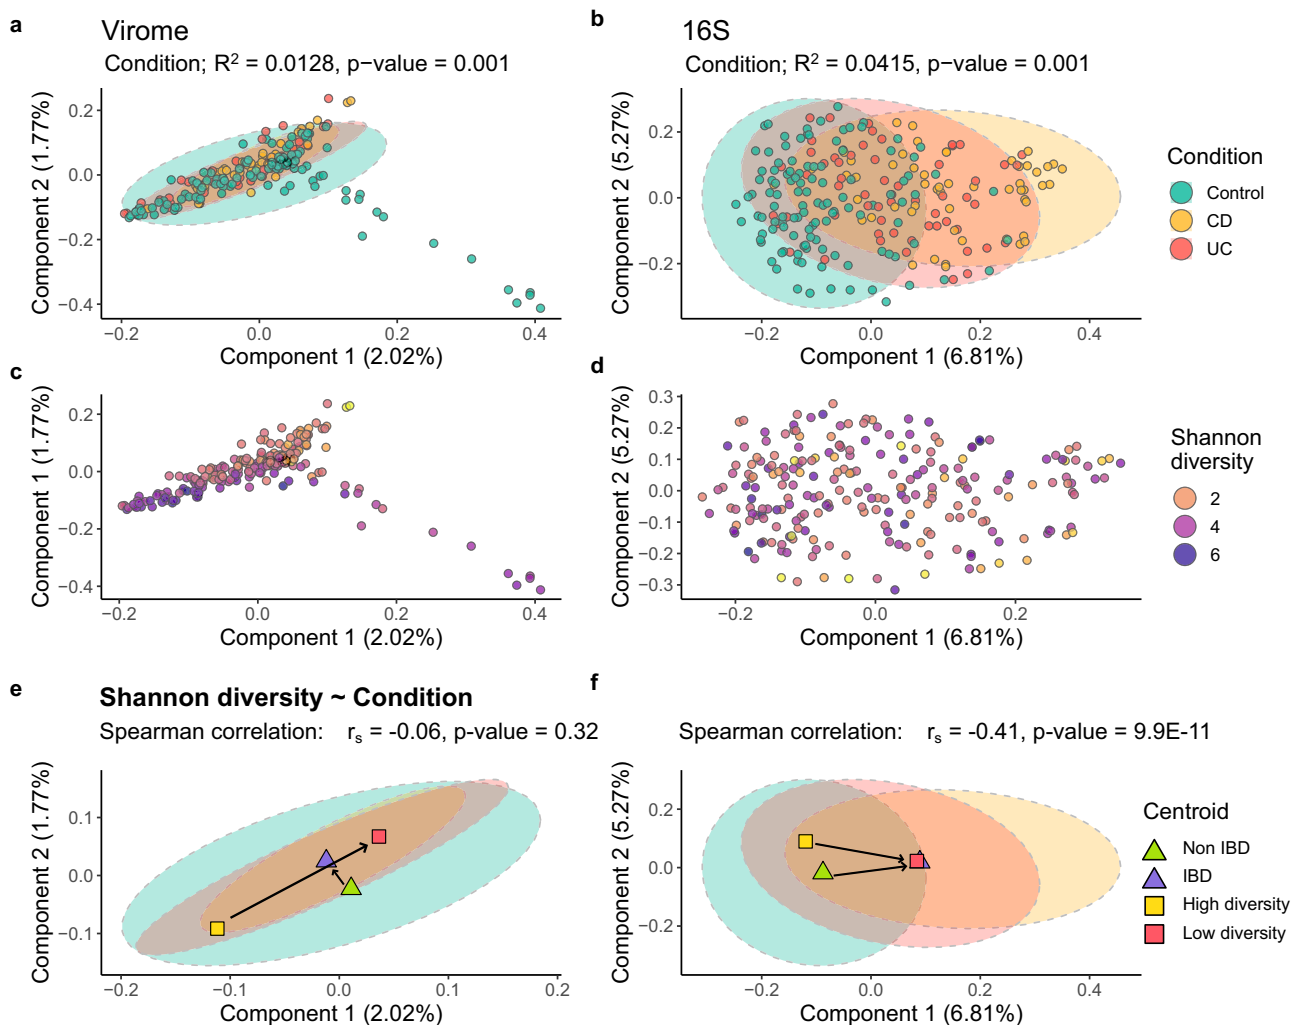 a
Virome
Condition; R² = 0.0128, p−value = 0.001
Component 2 (1.77%)
0.2
0.0
−0.2
−0.4
−0.2 0.0 0.2 0.4
Component 1 (2.02%)
b
16S
Condition; R² = 0.0415, p−value = 0.001
Component 2 (5.27%)
0.2
0.0
−0.2
−0.2 0.0 0.2 0.4
Component 1 (6.81%)
Condition
Control
CD
UC
c
Component 1 (1.77%)
0.2
0.0
−0.2
−0.4
−0.2 0.0 0.2 0.4
Component 1 (2.02%)
d
Component 2 (5.27%)
0.3
0.2
0.1
0.0
−0.1
−0.2
−0.3
−0.2 0.0 0.2
Component 1 (6.81%)
Shannon
diversity
2
4
6
e
Shannon diversity ~ Condition
Spearman correlation: rₛ = -0.06, p-value = 0.32
Component 2 (1.77%)
0.1
0.0
−0.1
−0.2 −0.1 0.0 0.1 0.2
Component 1 (2.02%)
f
Spearman correlation: rₛ = -0.41, p-value = 9.9E-11
Component 2 (5.27%)
0.2
0.0
−0.2
−0.2 0.0 0.2 0.4
Component 1 (6.81%)
Centroid
Non IBD
IBD
High diversity
Low diversity